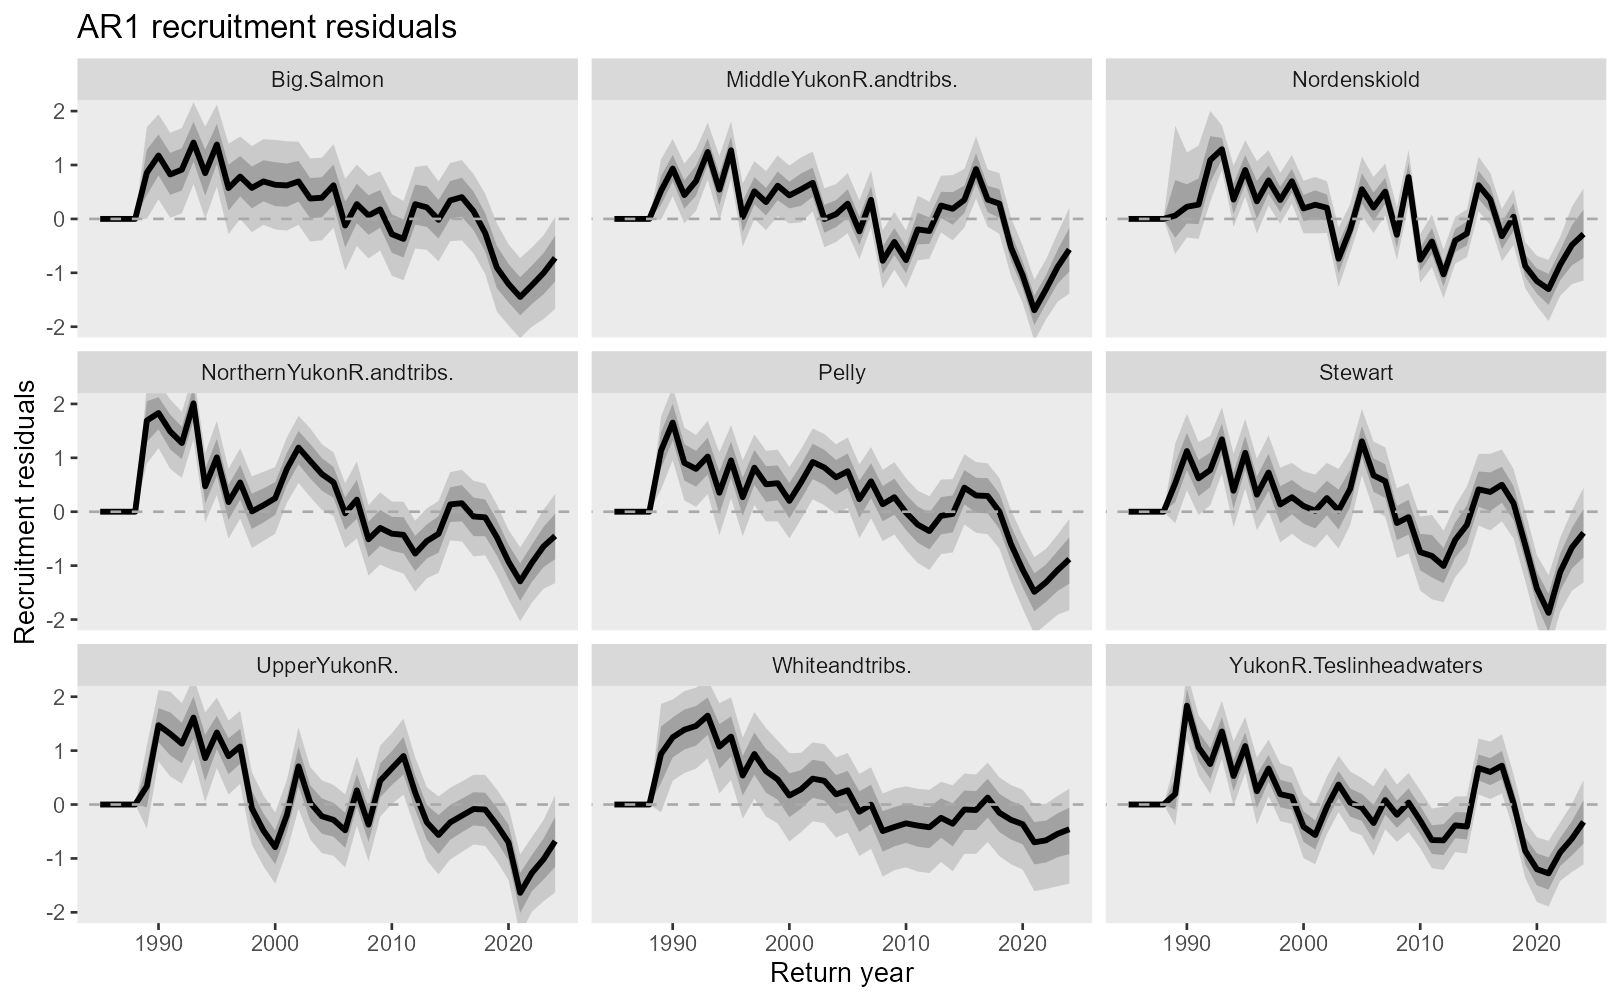 AR1 recruitment residuals
Big.Salmon
MiddleYukonR.andtribs.
Nordenskiold
2
1
0
-1
-2
NorthernYukonR.andtribs.
Pelly
Stewart
2
1
0
-1
-2
Recruitment residuals
UpperYukonR.
Whiteandtribs.
YukonR.Teslinheadwaters
2
1
0
-1
-2
1990 2000 2010 2020 1990 2000 2010 2020 1990 2000 2010 2020
Return year